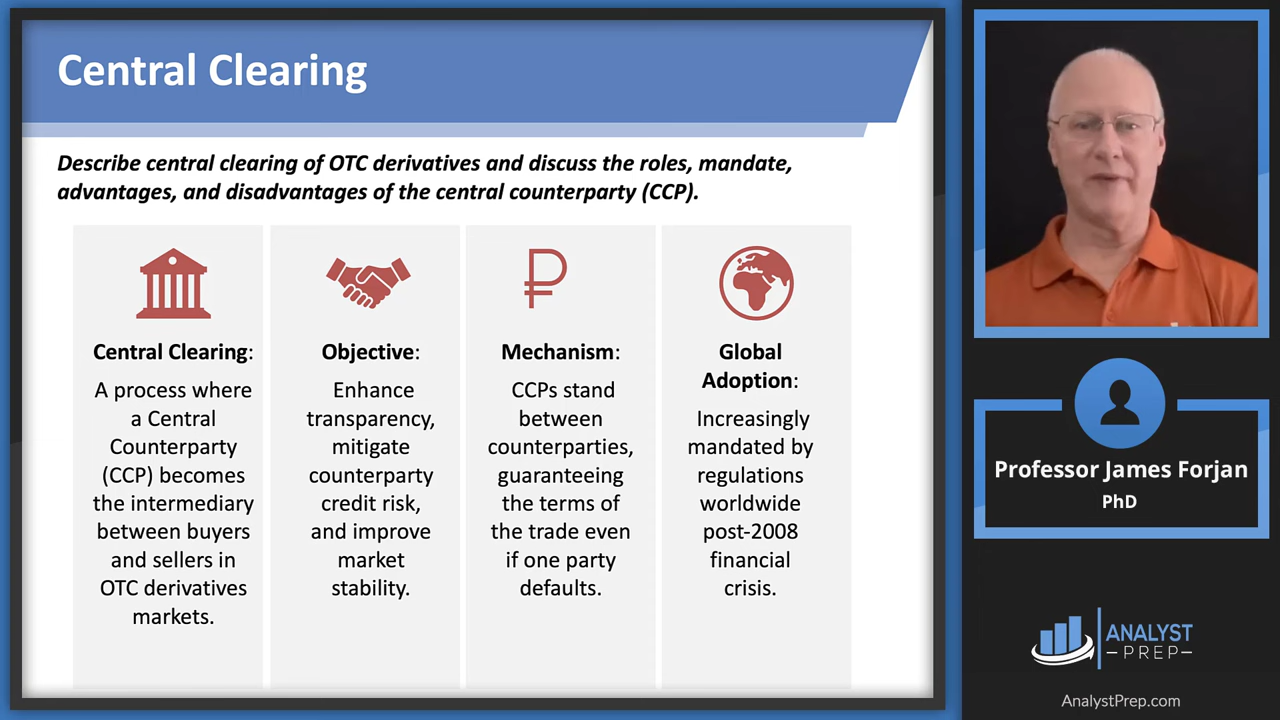 Central Clearing
Describe central clearing of OTC derivatives and discuss the roles, mandate,
advantages, and disadvantages of the central counterparty (CCP).
Central Clearing:
A process where
a Central
Counterparty
(CCP) becomes
the intermediary
between buyers
and sellers in
OTC derivatives
markets.
Objective:
Enhance
transparency,
mitigate
counterparty
credit risk,
and improve
market
stability.
Mechanism:
CCPs stand
between
counterparties,
guaranteeing
the terms of
the trade even
if one party
defaults.
Global
Adoption:
Increasingly
mandated by
regulations
worldwide
post-2008
financial
crisis.
Professor James Forjan
PhD
ANALYST
PREP
AnalystPrep.com